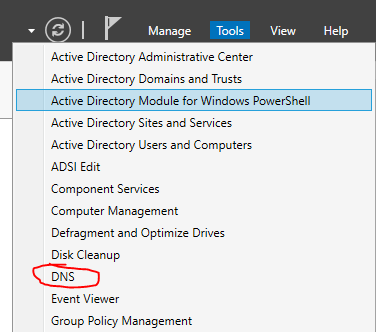 Manage Tools View Help
Active Directory Administrative Center
Active Directory Domains and Trusts
Active Directory Module for Windows PowerShell
Active Directory Sites and Services
Active Directory Users and Computers
ADSI Edit
Component Services
Computer Management
Defragment and Optimize Drives
Disk Cleanup
DNS
Event Viewer
Group Policy Management